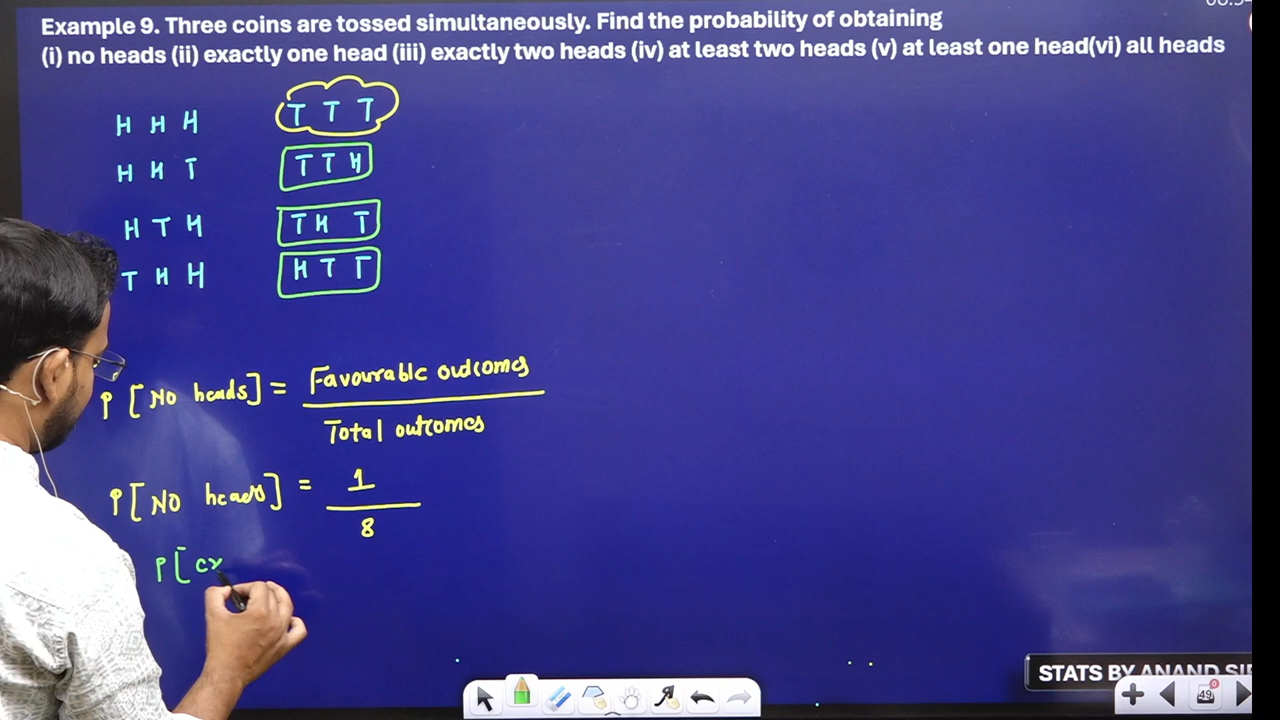 Example 9. Three coins are tossed simultaneously. Find the probability of obtaining
(i) no heads (ii) exactly one head (iii) exactly two heads (iv) at least two heads (v) at least one head(vi) all heads
H H H T T T
H H T T T H
H T H T H T
T H H H T T
P [No heads] = Favourable outcomes
Total outcomes
P[No heads] = 1
8
P[ex
STATS BY ANAND
49